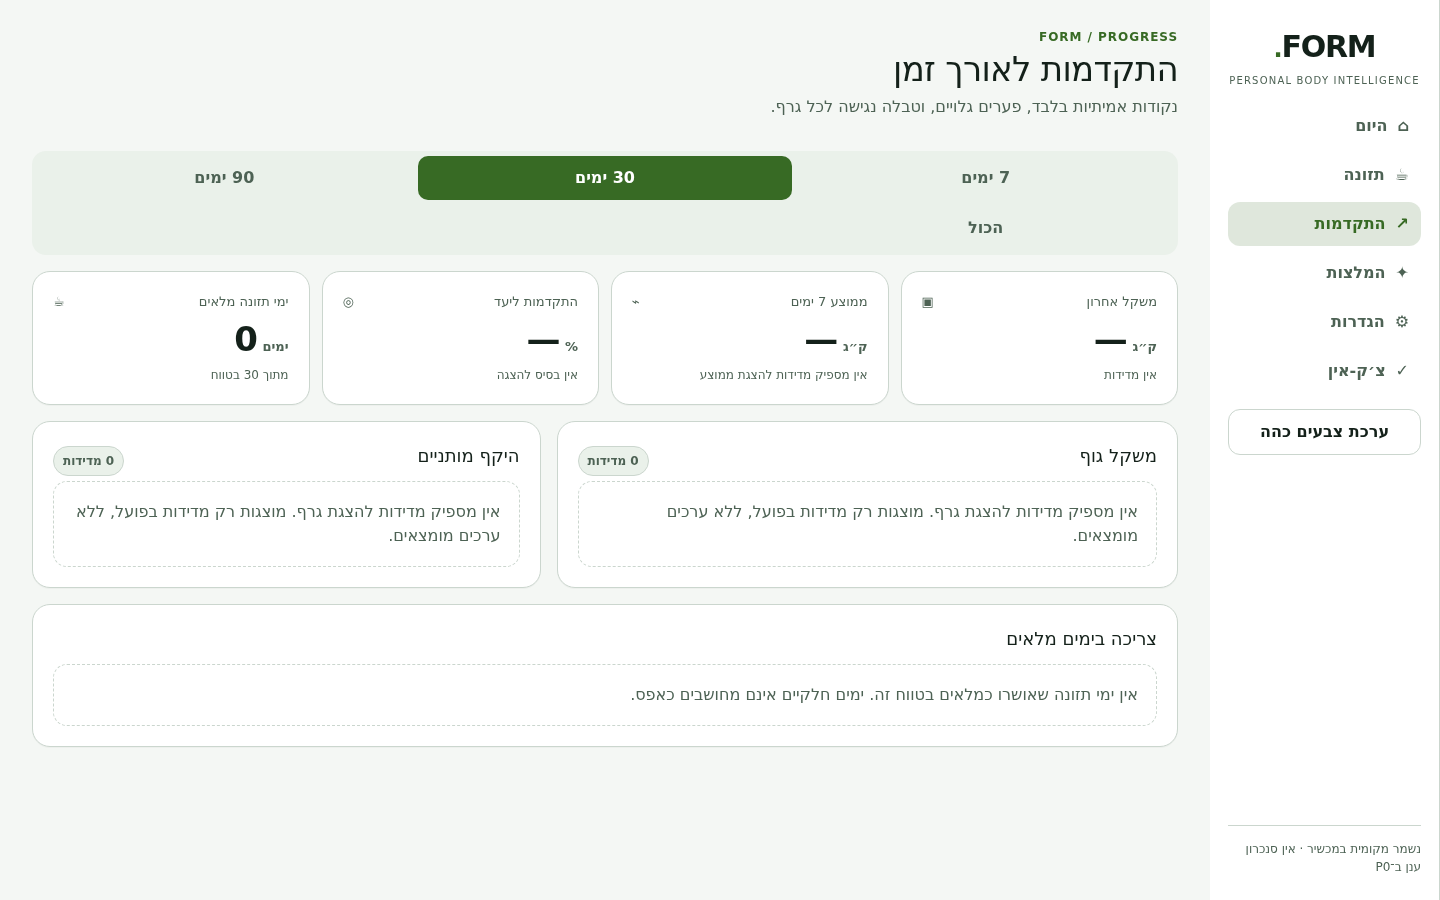 FORM.
PERSONAL BODY INTELLIGENCE
היום
תזונה
התקדמות
המלצות
הגדרות
צ׳ק-אין
ערכת צבעים כהה
נשמר מקומית במכשיר · אין סנכרון
ענן ב־P0
FORM / PROGRESS
התקדמות לאורך זמן
נקודות אמיתיות בלבד, פערים גלויים, וטבלה נגישה לכל גרף.
7 ימים
30 ימים
90 ימים
הכול
משקל אחרון
— ק״ג
אין מדידות
ממוצע 7 ימים
— ק״ג
אין מספיק מדידות להצגת ממוצע
התקדמות ליעד
— %
אין בסיס להצגה
ימי תזונה מלאים
0 ימים
מתוך 30 בטווח
משקל גוף
0 מדידות
אין מספיק מדידות להצגת גרף. מוצגות רק מדידות בפועל, ללא ערכים
מומצאים.
היקף מותניים
0 מדידות
אין מספיק מדידות להצגת גרף. מוצגות רק מדידות בפועל, ללא
ערכים מומצאים.
צריכה בימים מלאים
אין ימי תזונה שאושרו כמלאים בטווח זה. ימים חלקיים אינם מחושבים כאפס.